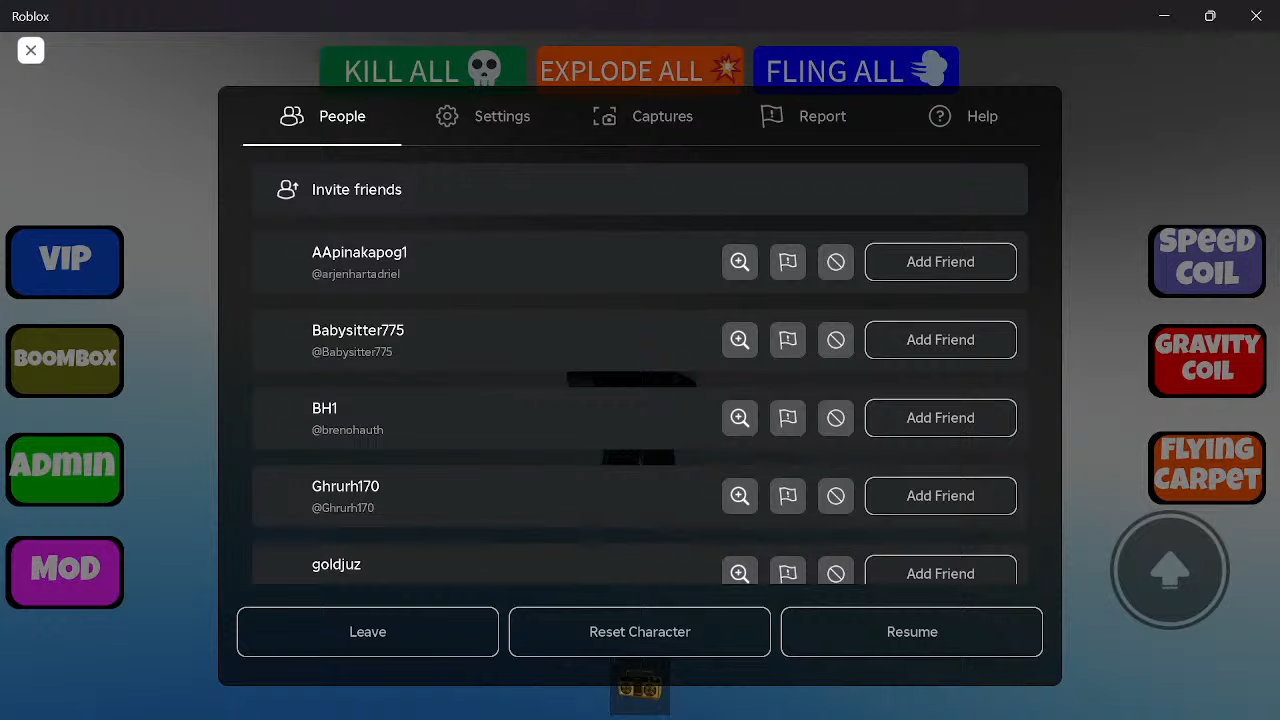 Roblox
KILL ALL
EXPLODE ALL
FLING ALL
People
Settings
Captures
Report
Help
Invite friends
AApinakapog1
@arjenhartadriel
Add Friend
Babysitter775
@Babysitter775
Add Friend
BH1
@brenohauth
Add Friend
Ghrurh170
@Ghrurh170
Add Friend
goldjuz
Add Friend
Leave
Reset Character
Resume
VIP
BOOMBOX
ADMIN
MOD
SPEED
COIL
GRAVITY
COIL
FLYING
CARPET